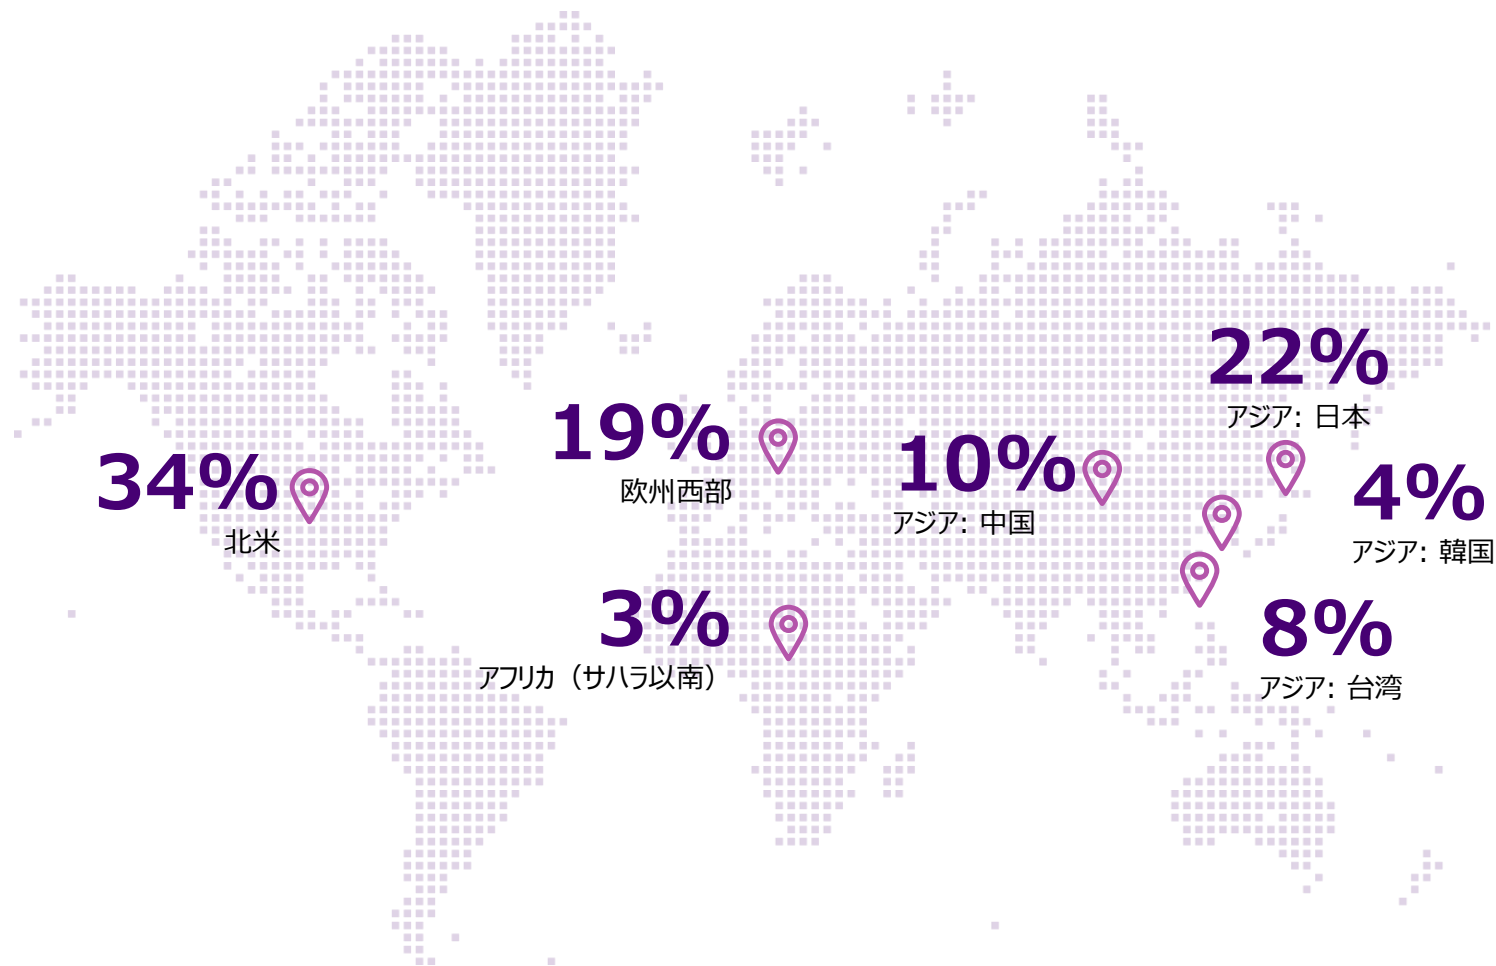 22%
アジア: 日本
19%
欧州西部
10%
アジア: 中国
34%
北米
4%
アジア: 韓国
3%
アフリカ（サハラ以南）
8%
アジア: 台湾